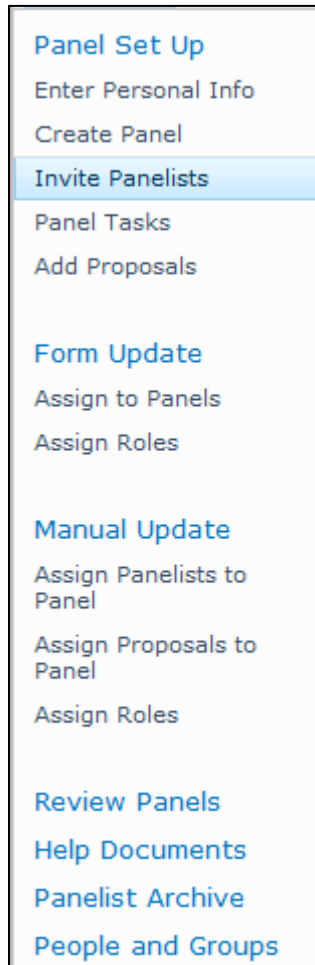 Panel Set Up
Enter Personal Info
Create Panel
Invite Panelists
Panel Tasks
Add Proposals
Form Update
Assign to Panels
Assign Roles
Manual Update
Assign Panelists to
Panel
Assign Proposals to
Panel
Assign Roles
Review Panels
Help Documents
Panelist Archive
People and Groups